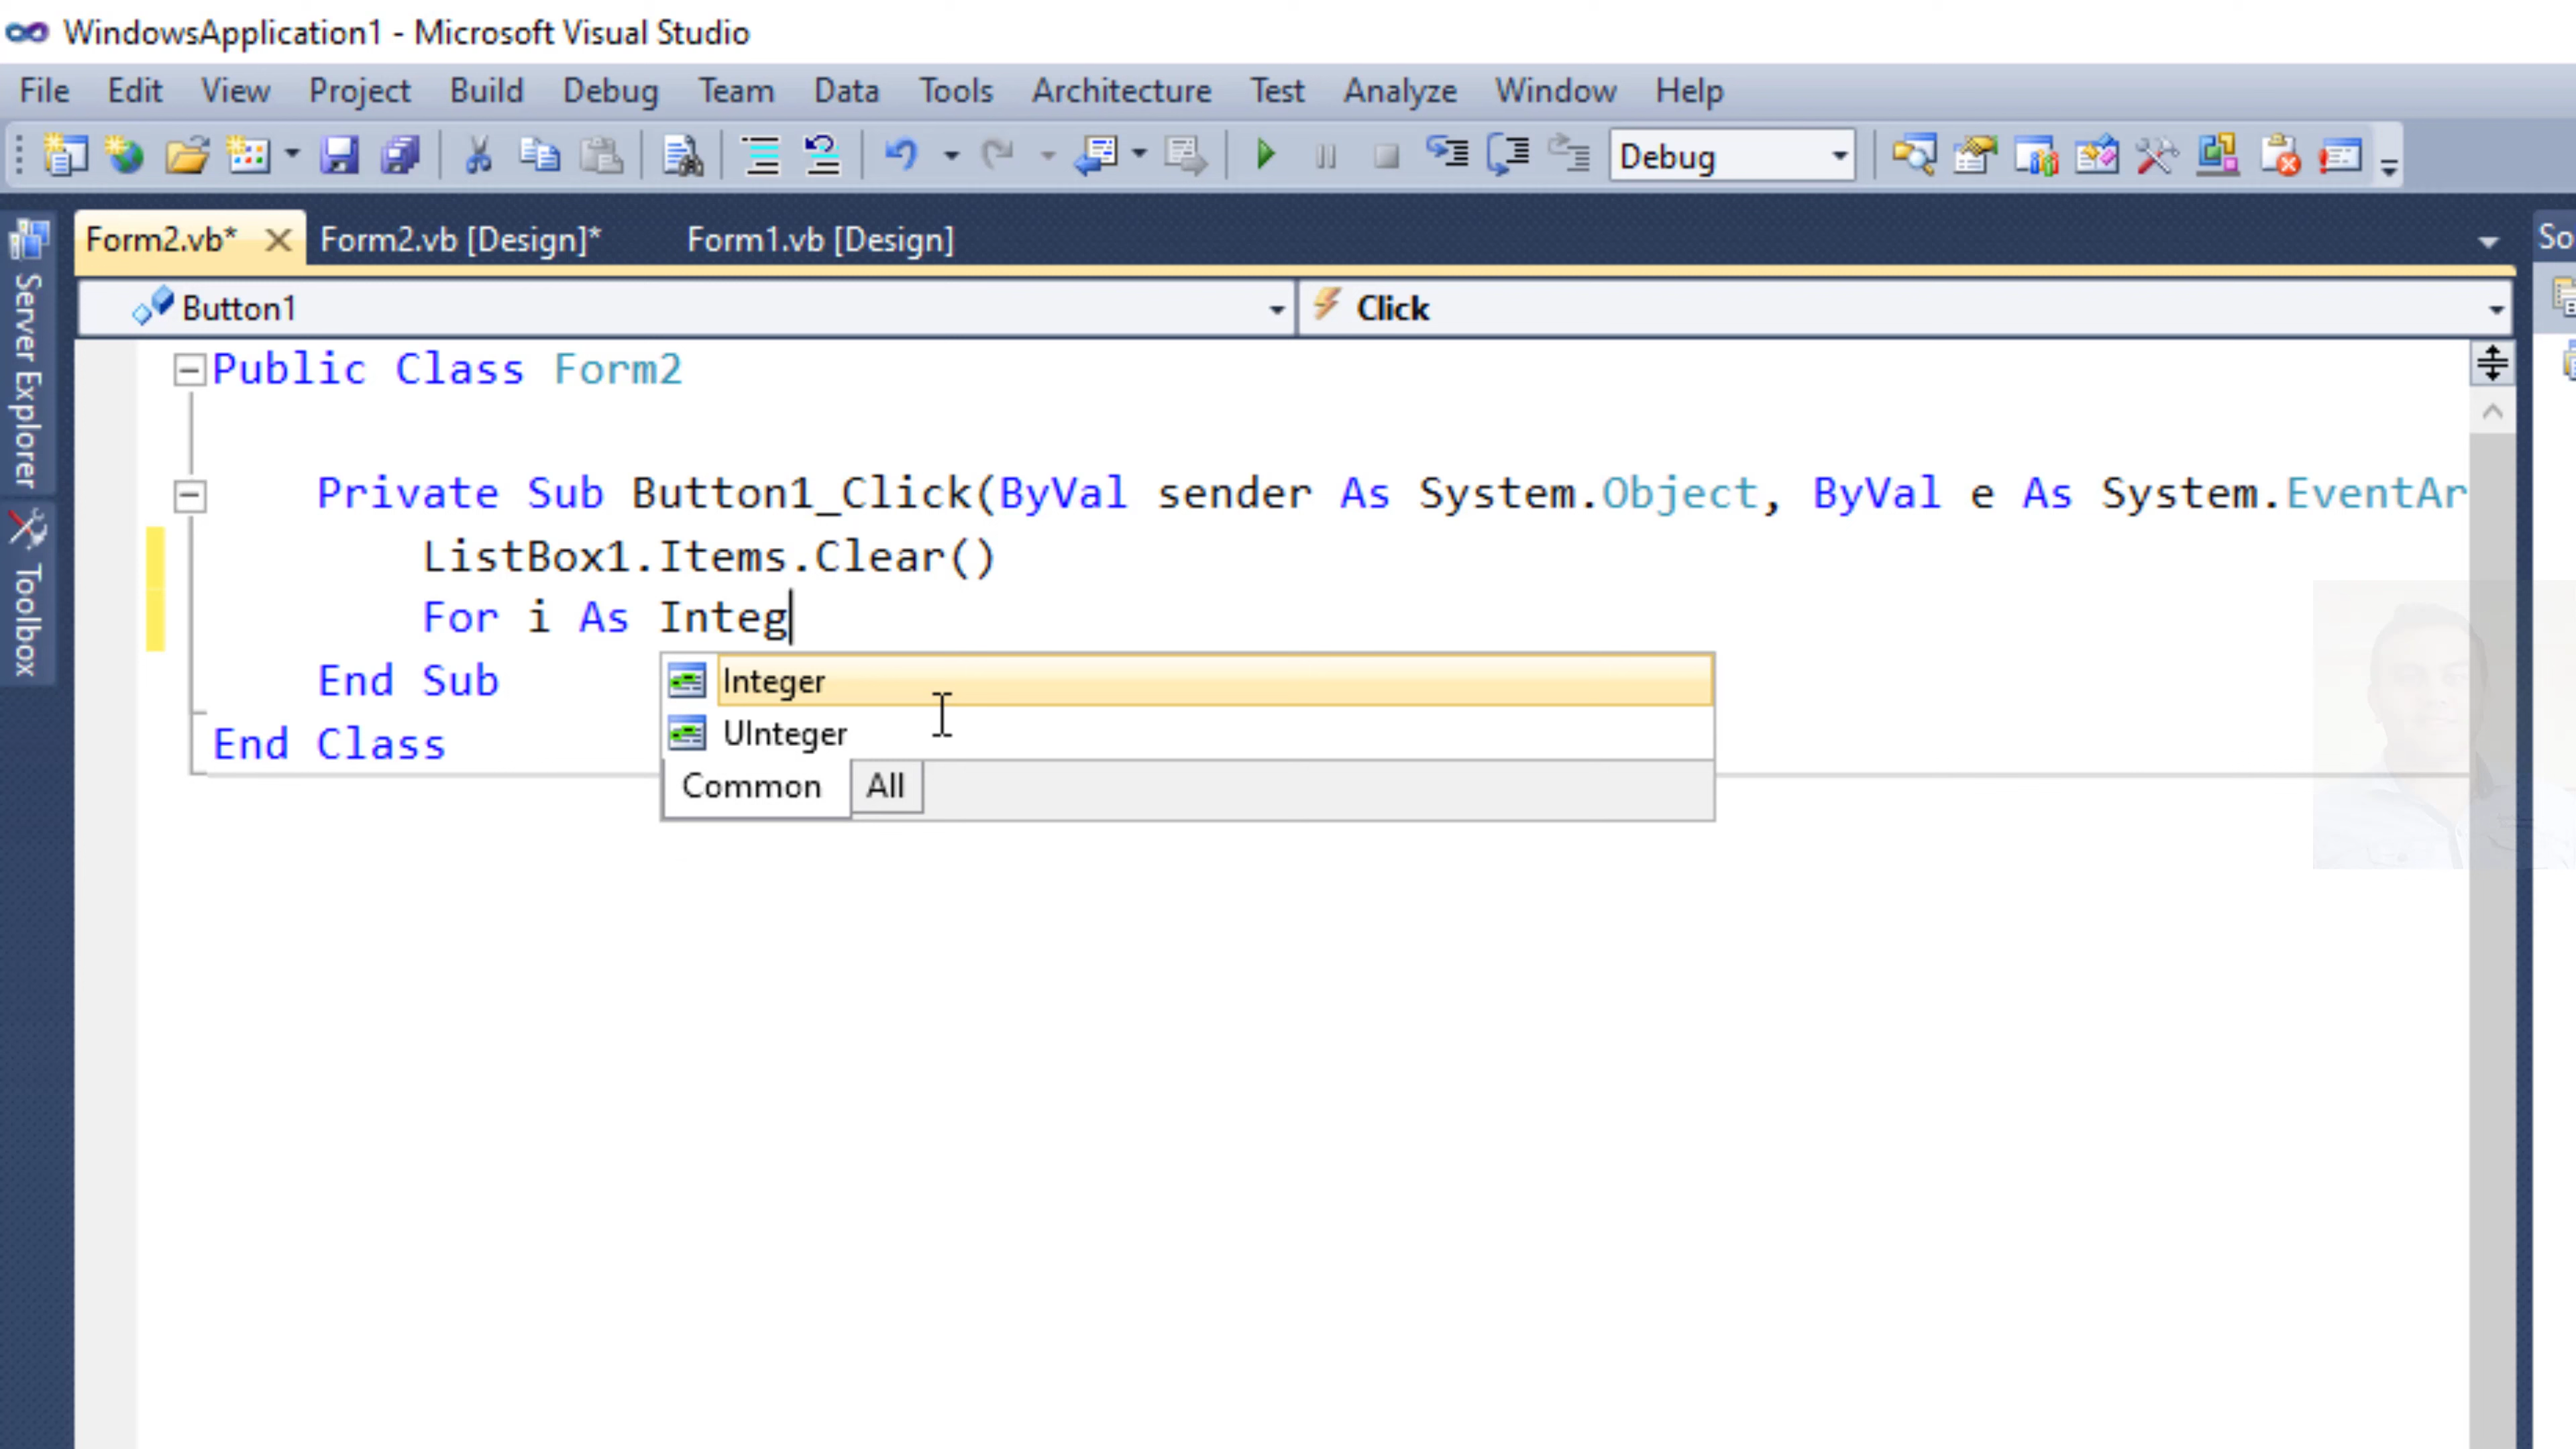 WindowsApplication1 - Microsoft Visual Studio
File Edit View Project Build Debug Team Data Tools Architecture Test Analyze Window Help
Debug
Form2.vb* Form2.vb [Design]* Form1.vb [Design]
So
Button1 Click
Server Explorer
Toolbox
Public Class Form2
Private Sub Button1_Click(ByVal sender As System.Object, ByVal e As System.EventAr
ListBox1.Items.Clear()
For i As Integ
End Sub
End Class
Integer
UInteger
Common All